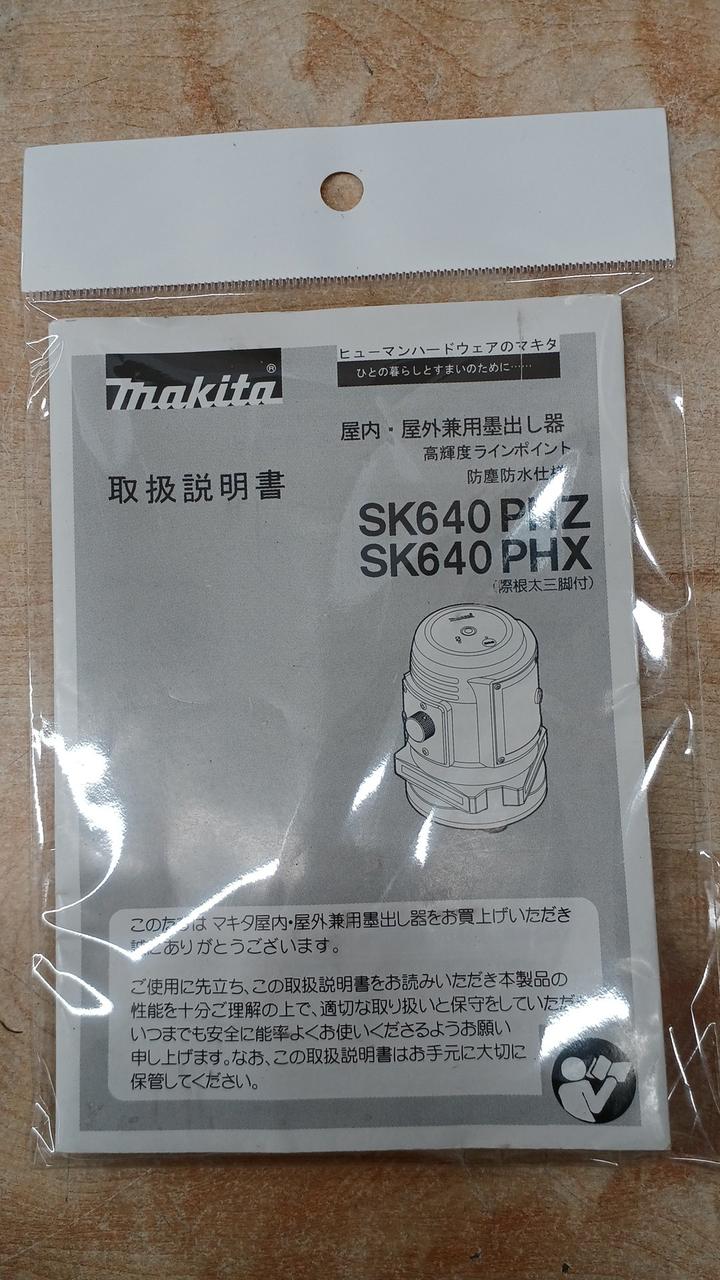 makita®
ヒューマンハードウェアのマキタ
ひとの暮らしとすまいのために……
屋内・屋外兼用墨出し器
高輝度ラインポイント
防塵防水仕様
取扱説明書
SK640PHZ
SK640PHX
(際根太三脚付)
このたびは マキタ屋内・屋外兼用墨出し器をお買上げいただき
誠にありがとうございます。
ご使用に先立ち、この取扱説明書をお読みいただき本製品の
性能を十分ご理解の上で、適切な取り扱いと保守をしていただき
いつまでも安全に能率よくお使いくださるようお願い
申し上げます。なお、この取扱説明書はお手元に大切に
保管してください。